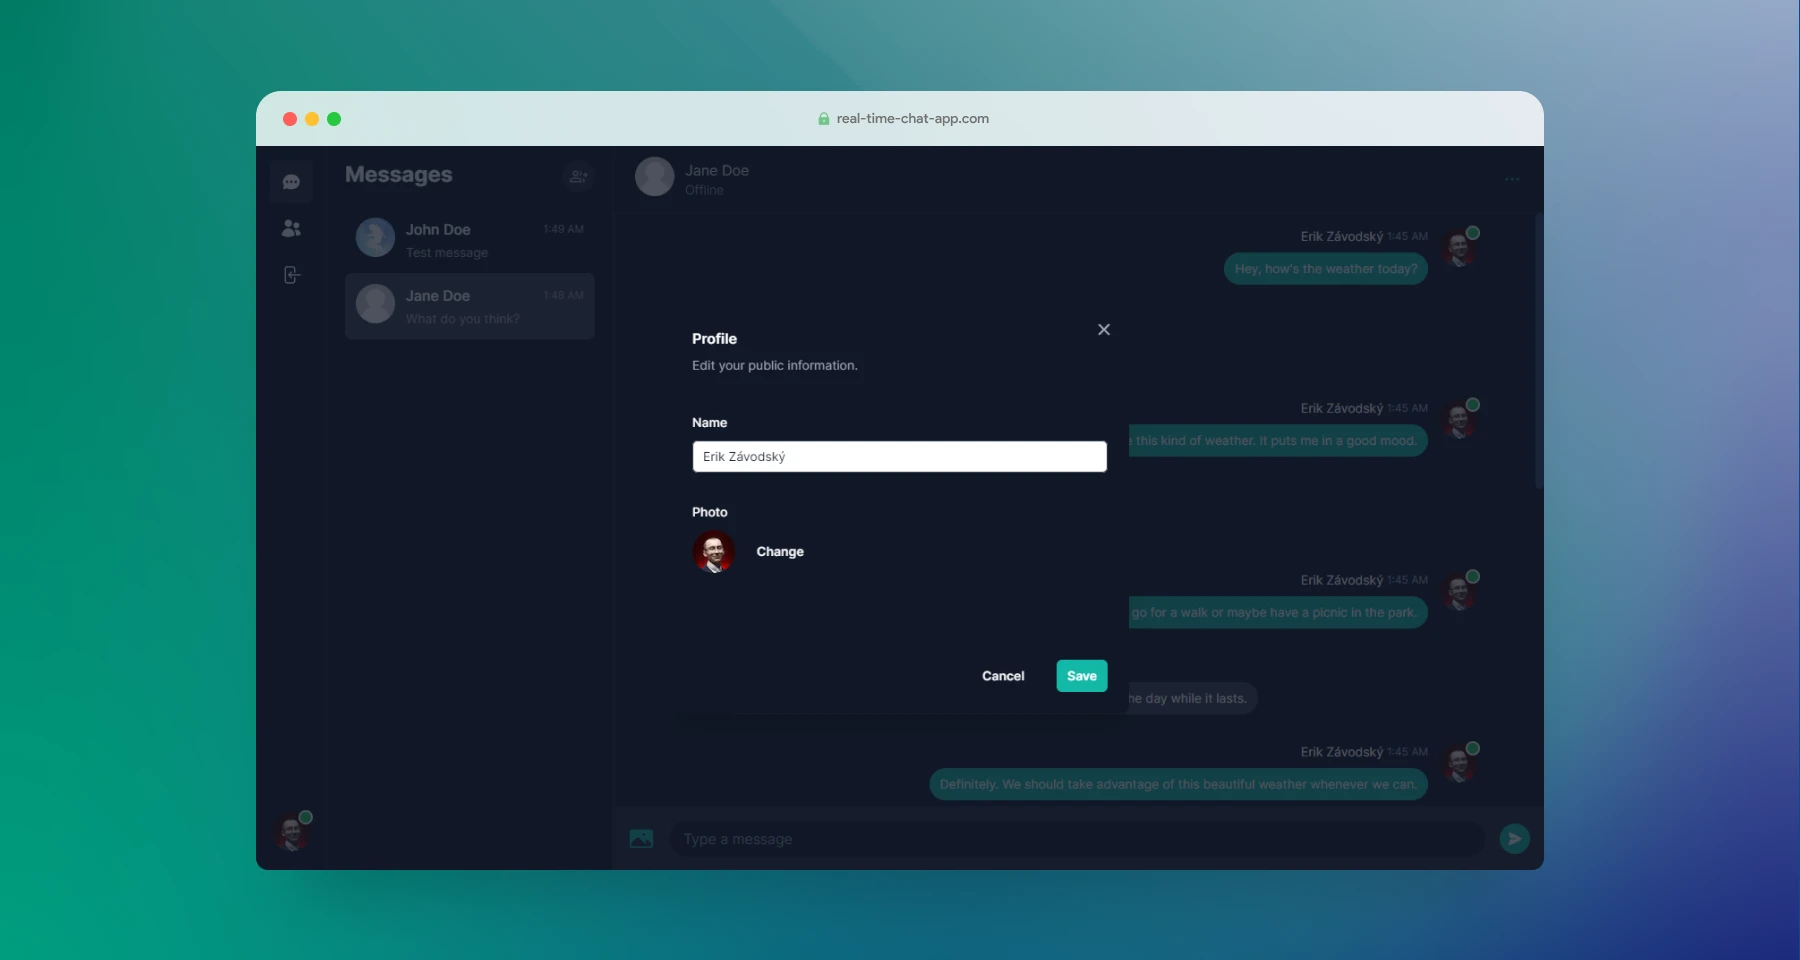 real-time-chat-app.com
Messages
John Doe 1:49 AM
Test message
Jane Doe 1:48 AM
What do you think?
Jane Doe
Offline
Erik Závodský 1:45 AM
Hey, how's the weather today?
Profile
Edit your public information.
Name
Erik Závodský
Photo
Change
Cancel
Save
Erik Závodský 1:45 AM
this kind of weather. It puts me in a good mood.
Erik Závodský 1:45 AM
go for a walk or maybe have a picnic in the park.
he day while it lasts.
Erik Závodský 1:45 AM
Definitely. We should take advantage of this beautiful weather whenever we can.
Type a message